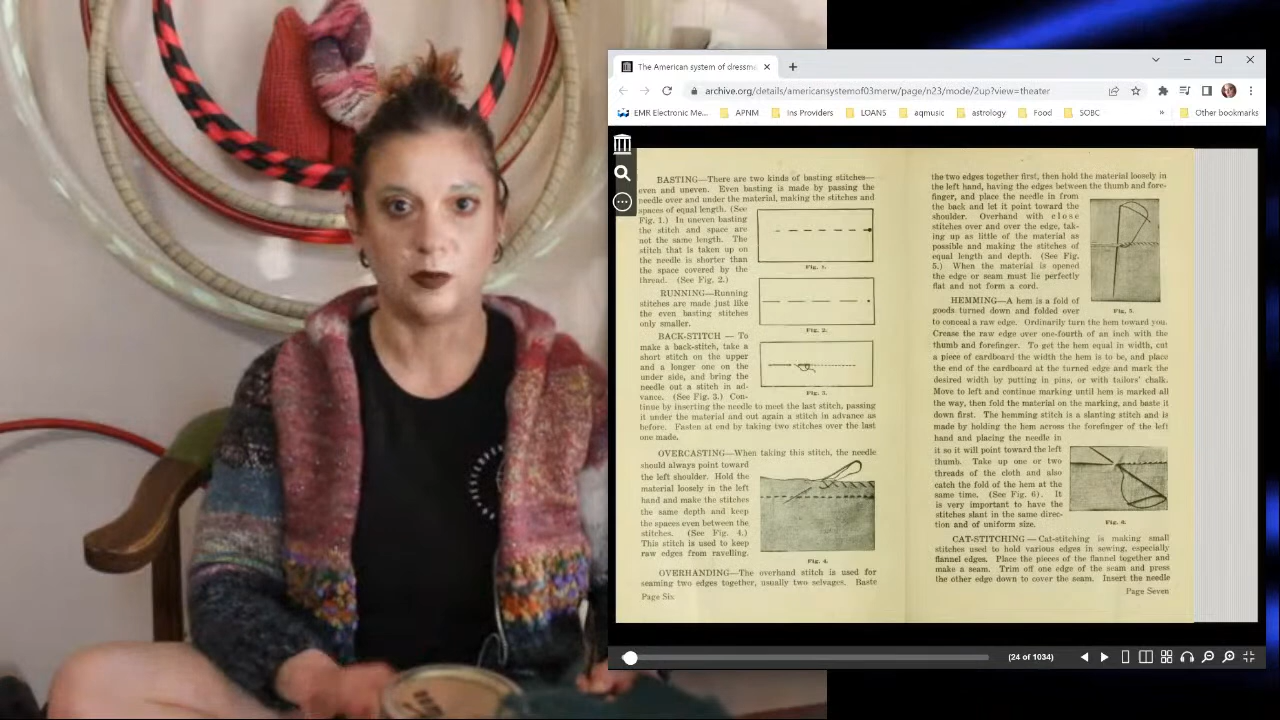 The American system of dressm
archive.org/details/americansystemof03merw/page/n23/mode/2up?view=theater
EMR Electronic Me...
APNM
Ins Providers
LOANS
aqmusic
astrology
Food
SOBC
»
Other bookmarks
BASTING—There are two kinds of basting stitches—
even and uneven. Even basting is made by passing the
needle over and under the material, making the stitches and
spaces of equal length. (See
Fig. 1.) In uneven basting
the stitch and space are
not the same length. The
stitch that is taken up on
the needle is shorter than
the space covered by the
thread. (See Fig. 2.)
RUNNING—Running
stitches are made just like
the even basting stitches
only smaller.
BACK-STITCH — To
make a back-stitch, take a
short stitch on the upper
and a longer one on the
under side, and bring the
needle out a stitch in ad-
vance. (See Fig. 3.) Con-
tinue by inserting the needle to meet the last stitch, passing
it under the material and out again a stitch in advance as
before. Fasten at end by taking two stitches over the last
one made.
Fig. 1.
Fig. 2.
Fig. 3.
OVERCASTING—When taking this stitch, the needle
should always point toward
the left shoulder. Hold the
material loosely in the left
hand and make the stitches
the same depth and keep
the spaces even between the
stitches. (See Fig. 4.)
This stitch is used to keep
raw edges from ravelling.
Fig. 4.
OVERHANDING—The overhand stitch is used for
seaming two edges together, usually two selvages. Baste
Page Six
the two edges together first, then hold the material loosely in
the left hand, having the edges between the thumb and fore-
finger, and place the needle in from
the back and let it point toward the
shoulder. Overhand with close
stitches over and over the edge, tak-
ing up as little of the material as
possible and making the stitches of
equal length and depth. (See Fig.
5.) When the material is opened
the edge or seam must lie perfectly
flat and not form a cord.
Fig. 5.
HEMMING—A hem is a fold of
goods turned down and folded over
to conceal a raw edge. Ordinarily turn the hem toward you.
Crease the raw edge over one-fourth of an inch with the
thumb and forefinger. To get the hem equal in width, cut
a piece of cardboard the width the hem is to be, and place
the end of the cardboard at the turned edge and mark the
desired width by putting in pins, or with tailors' chalk.
Move to left and continue marking until hem is marked all
the way, then fold the material on the marking, and baste it
down first. The hemming stitch is a slanting stitch and is
made by holding the hem across the forefinger of the left
hand and placing the needle in
it so it will point toward the left
thumb. Take up one or two
threads of the cloth and also
catch the fold of the hem at the
same time. (See Fig. 6). It
is very important to have the
stitches slant in the same direc-
tion and of uniform size.
Fig. 6.
CAT-STITCHING — Cat-stitching is making small
stitches used to hold various edges in sewing, especially
flannel edges. Place the pieces of the flannel together and
make a seam. Trim off one edge of the seam and press
the other edge down to cover the seam. Insert the needle
Page Seven
(24 of 1034)